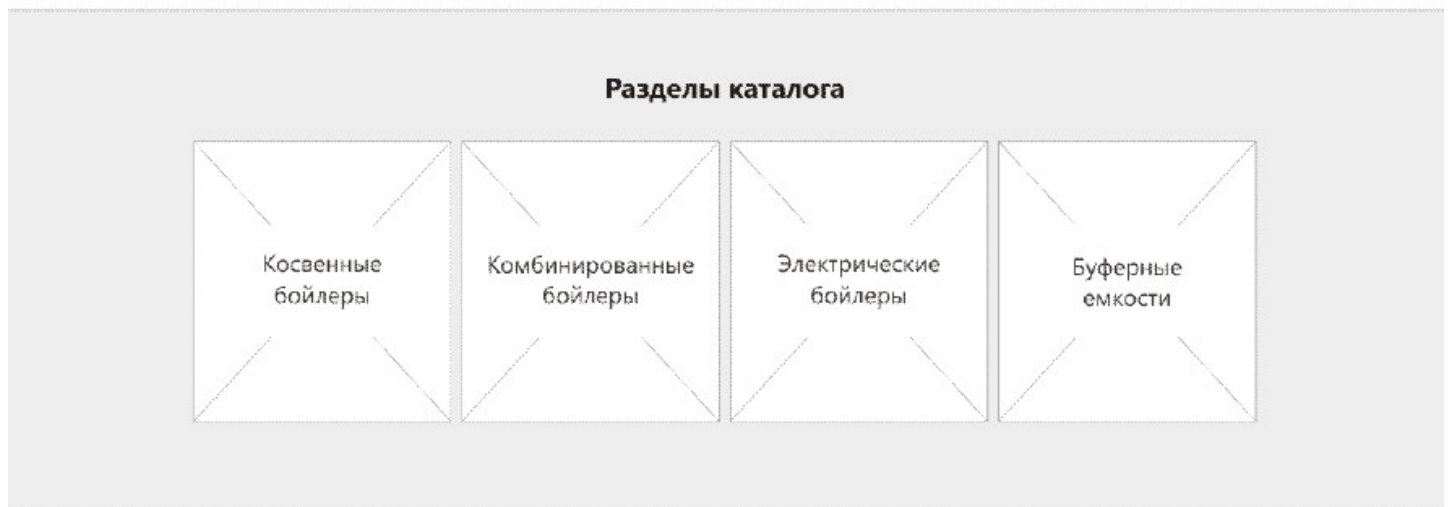 Разделы каталога
Косвенные
бойлеры
Комбинированные
бойлеры
Электрические
бойлеры
Буферные
емкости